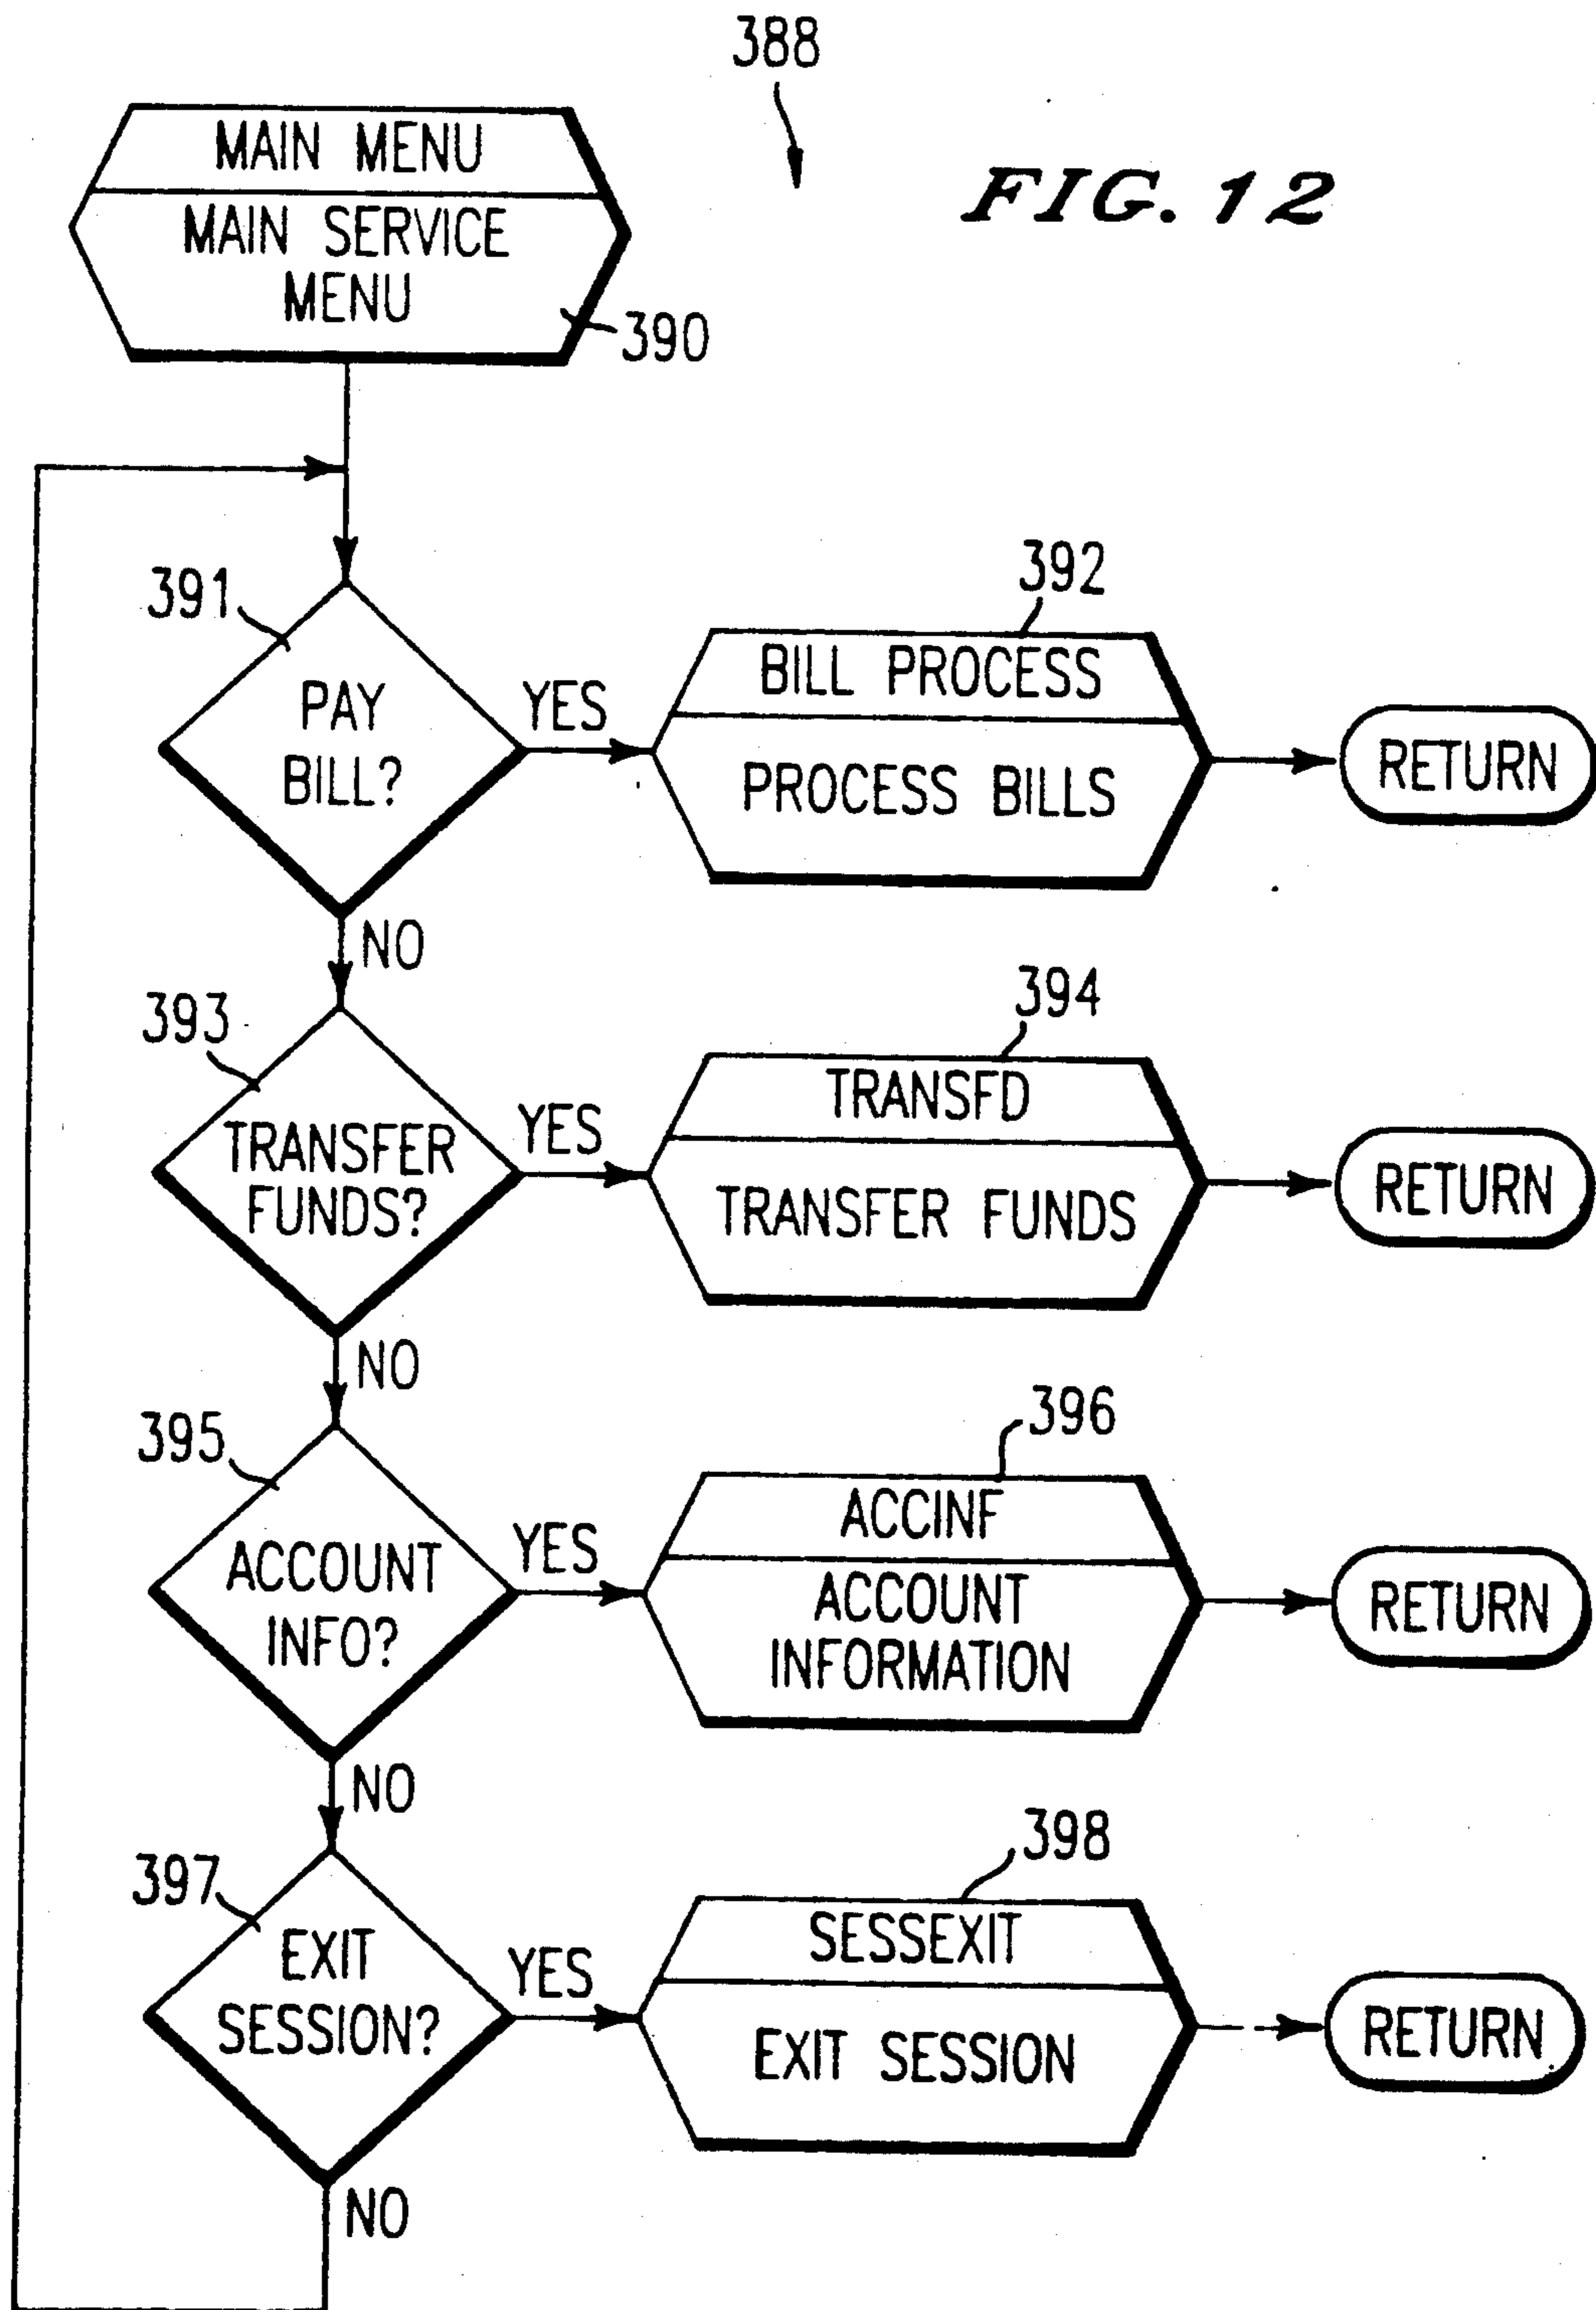 388
FIG. 12
MAIN MENU
MAIN SERVICE
MENU
390
391
PAY
BILL?
YES
392
BILL PROCESS
PROCESS BILLS
RETURN
NO
393
TRANSFER
FUNDS?
YES
394
TRANSFD
TRANSFER FUNDS
RETURN
NO
395
ACCOUNT
INFO?
YES
396
ACCINF
ACCOUNT
INFORMATION
RETURN
NO
397
EXIT
SESSION?
YES
398
SESSEXIT
EXIT SESSION
RETURN
NO